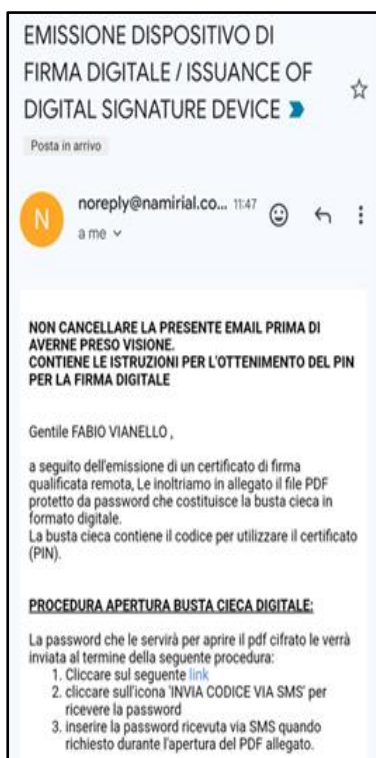 EMISSIONE DISPOSITIVO DI
FIRMA DIGITALE / ISSUANCE OF
DIGITAL SIGNATURE DEVICE
Posta in arrivo
N
noreply@namirial.co... 11:47
a me
NON CANCELLARE LA PRESENTE EMAIL PRIMA DI
AVERNE PRESO VISIONE.
CONTIENE LE ISTRUZIONI PER L'OTTENIMENTO DEL PIN
PER LA FIRMA DIGITALE
Gentile FABIO VIANELLO ,
a seguito dell'emissione di un certificato di firma
qualificata remota, Le inoltriamo in allegato il file PDF
protetto da password che costituisce la busta cieca in
formato digitale.
La busta cieca contiene il codice per utilizzare il certificato
(PIN).
PROCEDURA APERTURA BUSTA CIECA DIGITALE:
La password che le servirà per aprire il pdf cifrato le verrà
inviata al termine della seguente procedura:
1. Cliccare sul seguente link
2. cliccare sull'icona 'INVIA CODICE VIA SMS' per
ricevere la password
3. inserire la password ricevuta via SMS quando
richiesto durante l'apertura del PDF allegato.